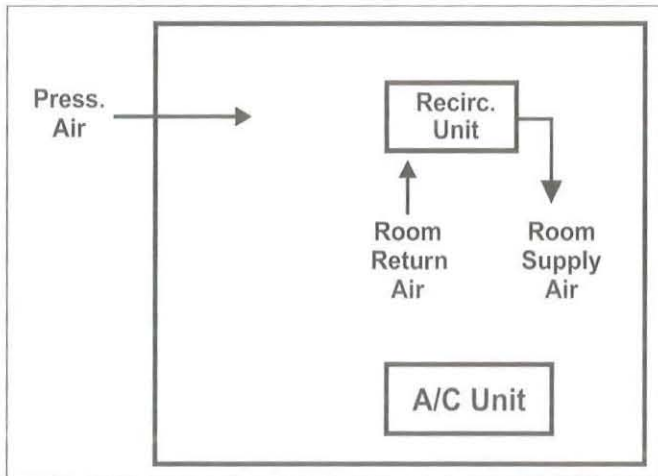 Press.
Air
Recirc.
Unit
Room
Return
Air
Room
Supply
Air
A/C Unit